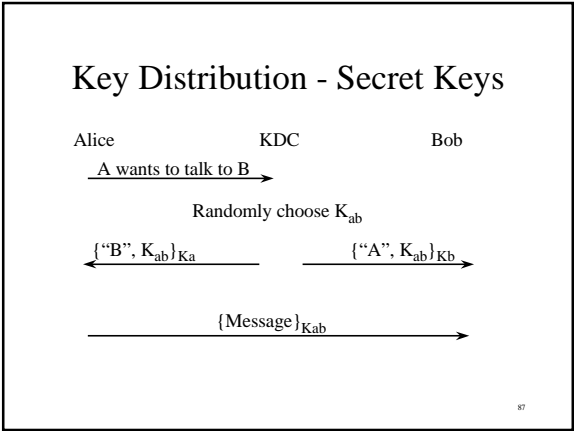 Key Distribution - Secret Keys
Alice KDC Bob
A wants to talk to B
Randomly choose Kab
{“B”, Kab}Ka {“A”, Kab}Kb
{Message}Kab
87